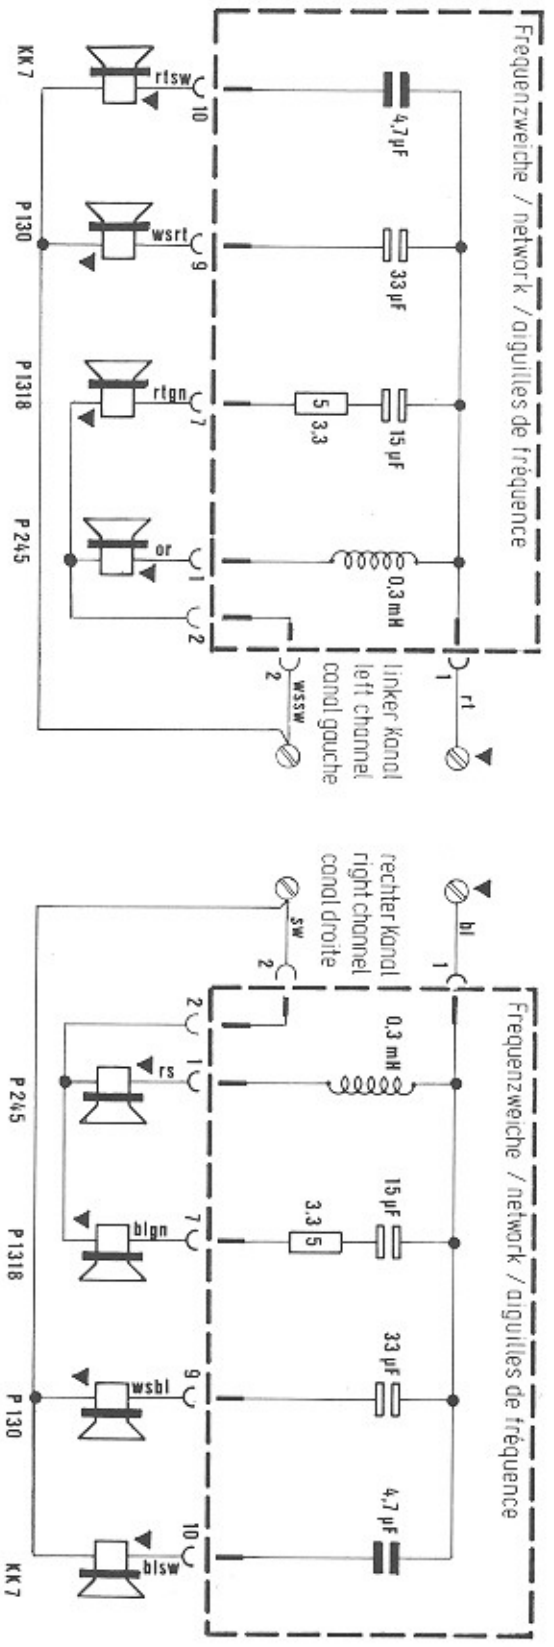 Frequenzweiche / network / aiguilles de fréquence
4,7µF
33 µF
15 µF
5
3,3
0,3 mH
rtsw
10
wsrt
9
rtgn
7
or
1
2
KK 7
P 130
P 1318
P 245
1
rt
2
wssw
linker Kanal
left channel
canal gauche
rechter Kanal
right channel
canal droite
bl
1
sw
2
Frequenzweiche / network / aiguilles de fréquence
0,3 mH
15 µF
3,3
5
33 µF
4,7 µF
2
1
rs
7
blgn
9
wsbl
10
blsw
P 245
P 1318
P 130
KK 7